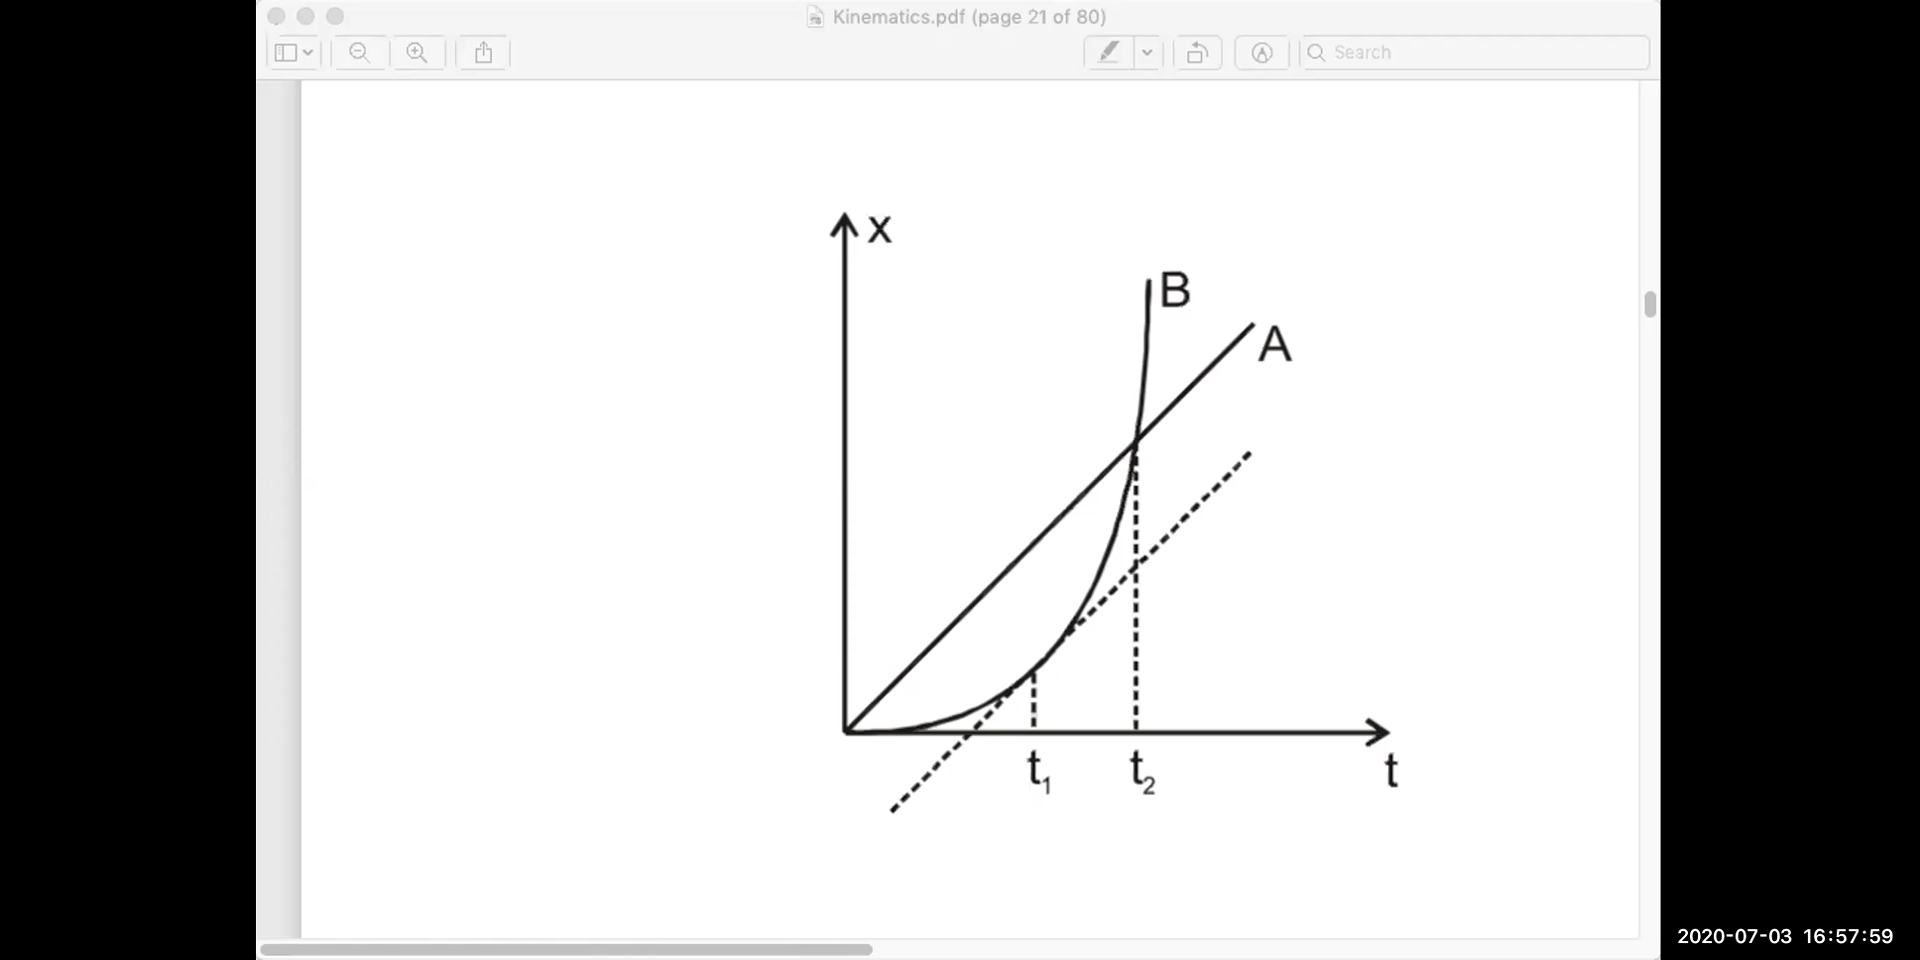 Kinematics.pdf (page 21 of 80)
Search
x
B
A
t₁
t₂
t
2020-07-03 16:57:59